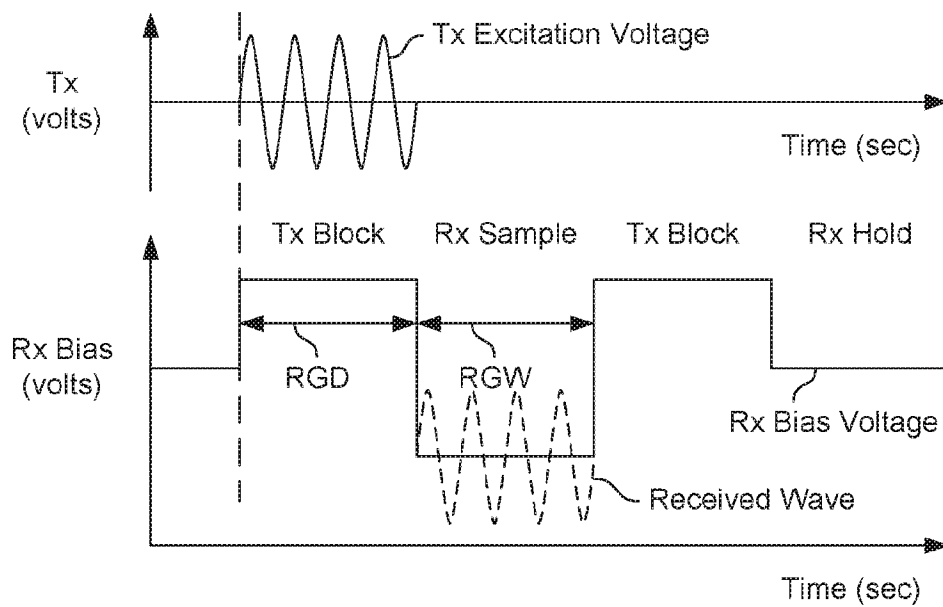 Tx Excitation Voltage
Tx
(volts)
Time (sec)
Tx Block
Rx Sample
Tx Block
Rx Hold
Rx Bias
(volts)
RGD
RGW
Rx Bias Voltage
Received Wave
Time (sec)